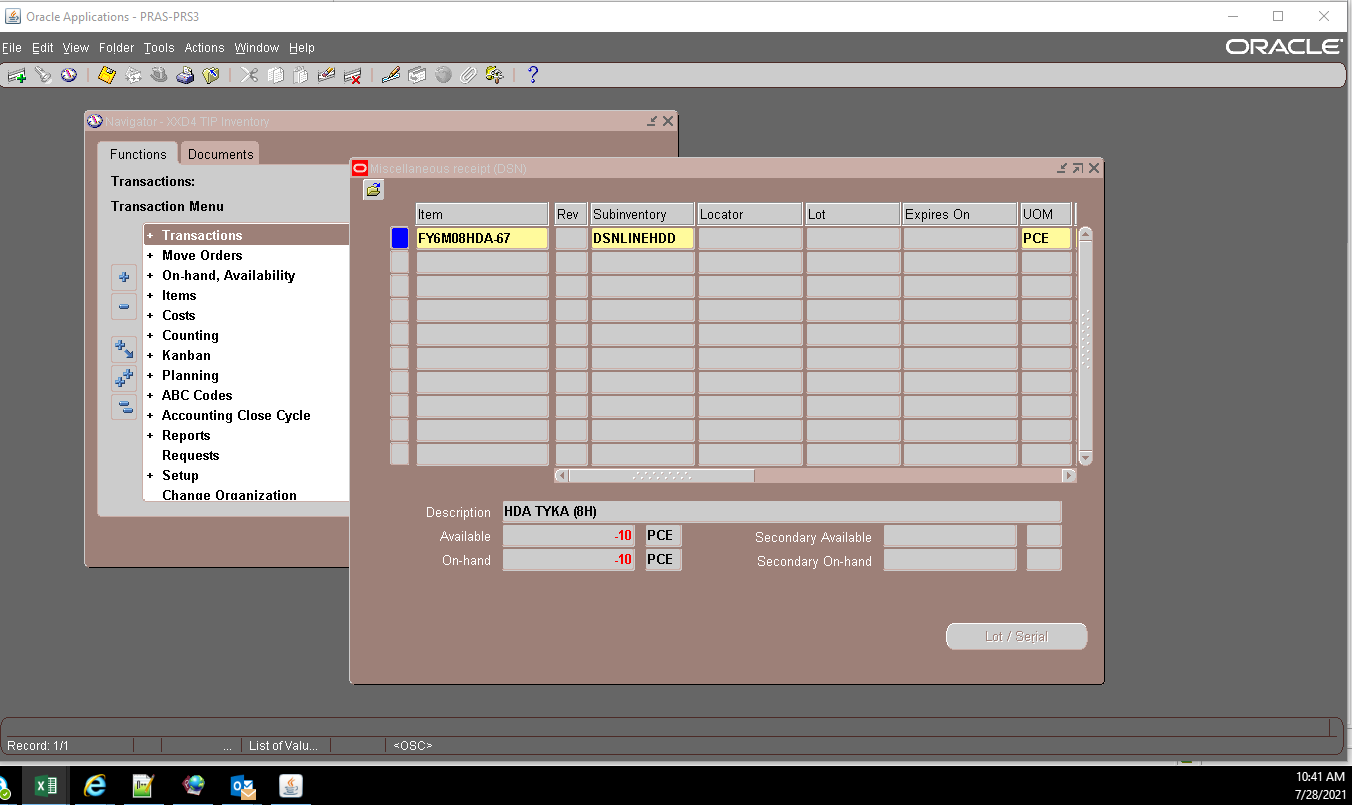 Oracle Applications - PRAS-PRS3
File Edit View Folder Tools Actions Window Help
ORACLE
Navigator - XXD4 TIP Inventory
Functions Documents
Transactions:
Transaction Menu
+ Transactions
+ Move Orders
+ On-hand, Availability
+ Items
+ Costs
+ Counting
+ Kanban
+ Planning
+ ABC Codes
+ Accounting Close Cycle
+ Reports
Requests
+ Setup
Change Organization
Miscellaneous receipt (DSN)
Item Rev Subinventory Locator Lot Expires On UOM
FY6M08HDA-67 DSNLINEHDD PCE
Description HDA TYKA (8H)
Available -10 PCE Secondary Available
On-hand -10 PCE Secondary On-hand
Lot / Serial
Record: 1/1 ... List of Valu... <OSC>
10:41 AM
7/28/2021